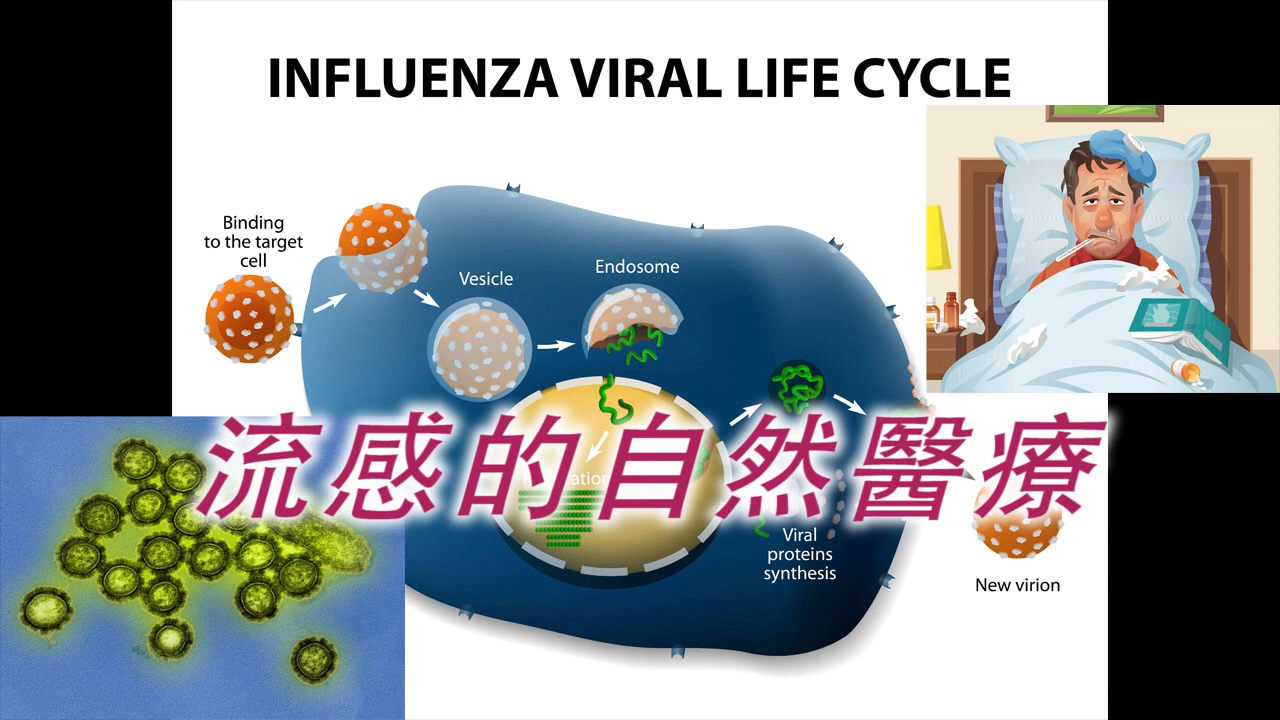 INFLUENZA VIRAL LIFE CYCLE
Binding
to the target
cell
Vesicle
Endosome
流感的自然醫療
Viral
proteins
synthesis
New virion